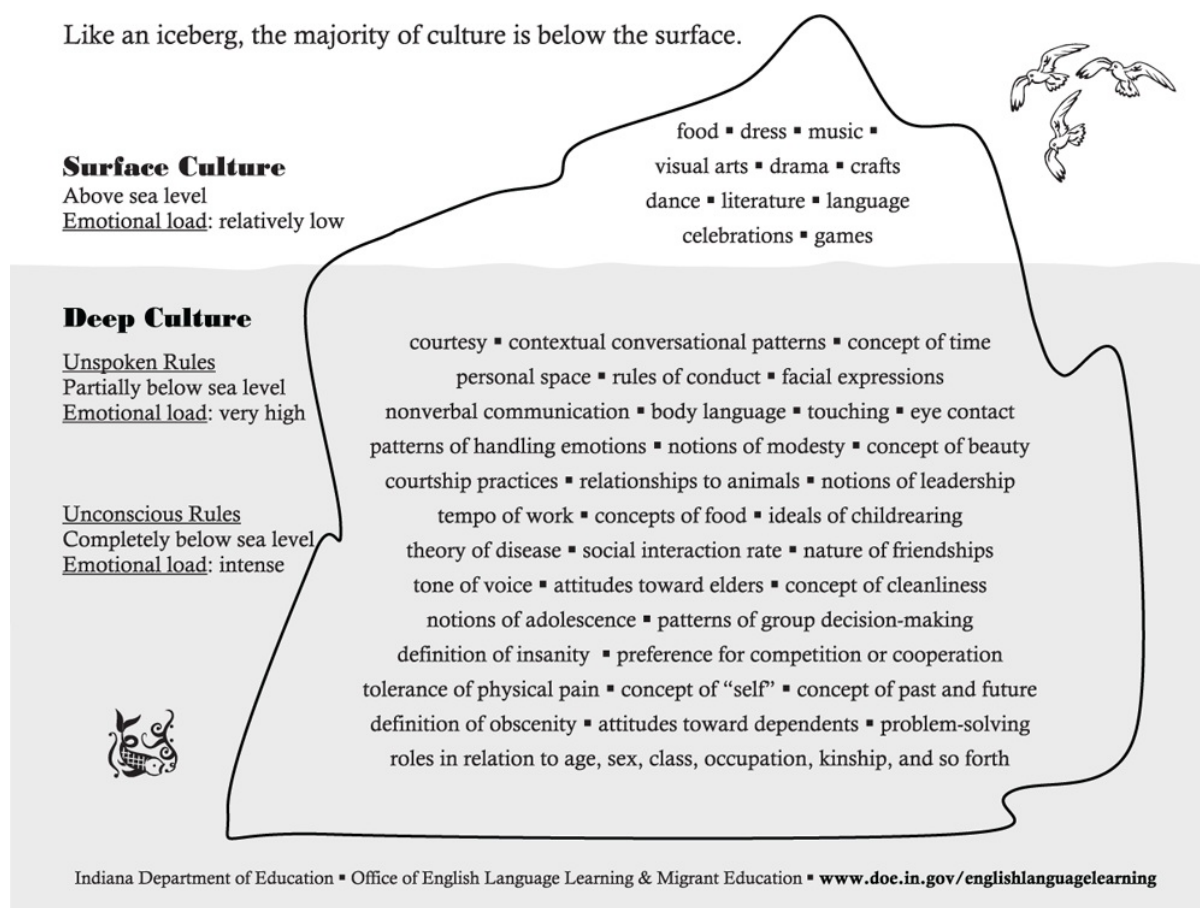 Like an iceberg, the majority of culture is below the surface.
food ▪ dress ▪ music ▪
visual arts ▪ drama ▪ crafts
dance ▪ literature ▪ language
celebrations ▪ games
Surface Culture
Above sea level
Emotional load: relatively low
Deep Culture
Unspoken Rules
Partially below sea level
Emotional load: very high
Unconscious Rules
Completely below sea level
Emotional load: intense
courtesy ▪ contextual conversational patterns ▪ concept of time
personal space ▪ rules of conduct ▪ facial expressions
nonverbal communication ▪ body language ▪ touching ▪ eye contact
patterns of handling emotions ▪ notions of modesty ▪ concept of beauty
courtship practices ▪ relationships to animals ▪ notions of leadership
tempo of work ▪ concepts of food ▪ ideals of childrearing
theory of disease ▪ social interaction rate ▪ nature of friendships
tone of voice ▪ attitudes toward elders ▪ concept of cleanliness
notions of adolescence ▪ patterns of group decision-making
definition of insanity ▪ preference for competition or cooperation
tolerance of physical pain ▪ concept of “self” ▪ concept of past and future
definition of obscenity ▪ attitudes toward dependents ▪ problem-solving
roles in relation to age, sex, class, occupation, kinship, and so forth
Indiana Department of Education ▪ Office of English Language Learning & Migrant Education ▪ www.doe.in.gov/englishlanguagelearning